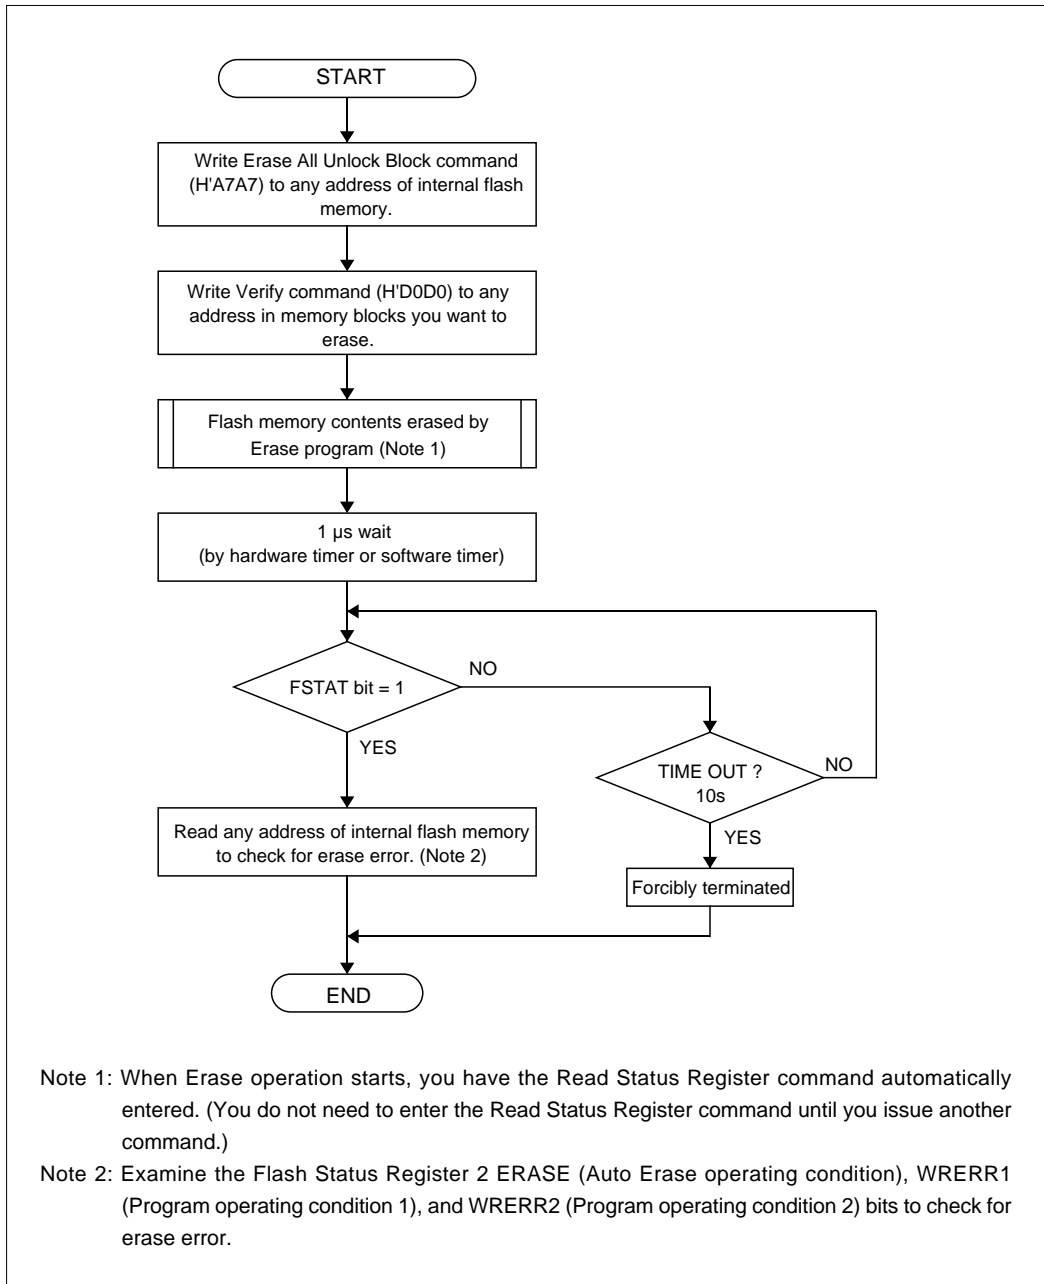 START
Write Erase All Unlock Block command
(H'A7A7) to any address of internal flash
memory.
Write Verify command (H'D0D0) to any
address in memory blocks you want to
erase.
Flash memory contents erased by
Erase program (Note 1)
1 µs wait
(by hardware timer or software timer)
FSTAT bit = 1
NO
YES
TIME OUT ?
10s
NO
YES
Read any address of internal flash memory
to check for erase error. (Note 2)
Forcibly terminated
END
Note 1: When Erase operation starts, you have the Read Status Register command automatically
entered. (You do not need to enter the Read Status Register command until you issue another
command.)
Note 2: Examine the Flash Status Register 2 ERASE (Auto Erase operating condition), WRERR1
(Program operating condition 1), and WRERR2 (Program operating condition 2) bits to check for
erase error.